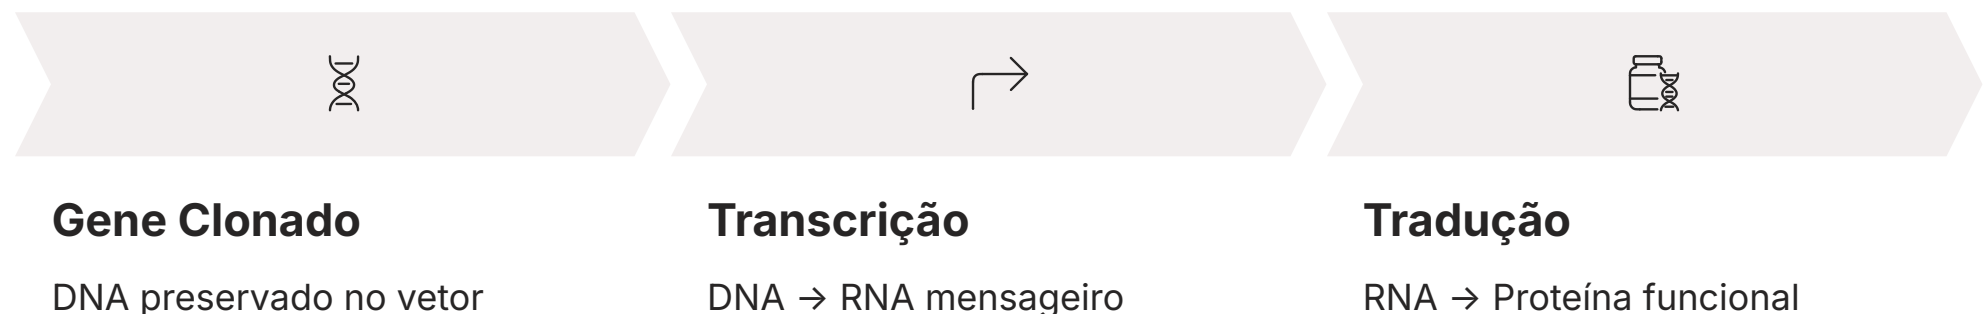 Gene Clonado
DNA preservado no vetor
Transcrição
DNA → RNA mensageiro
Tradução
RNA → Proteína funcional